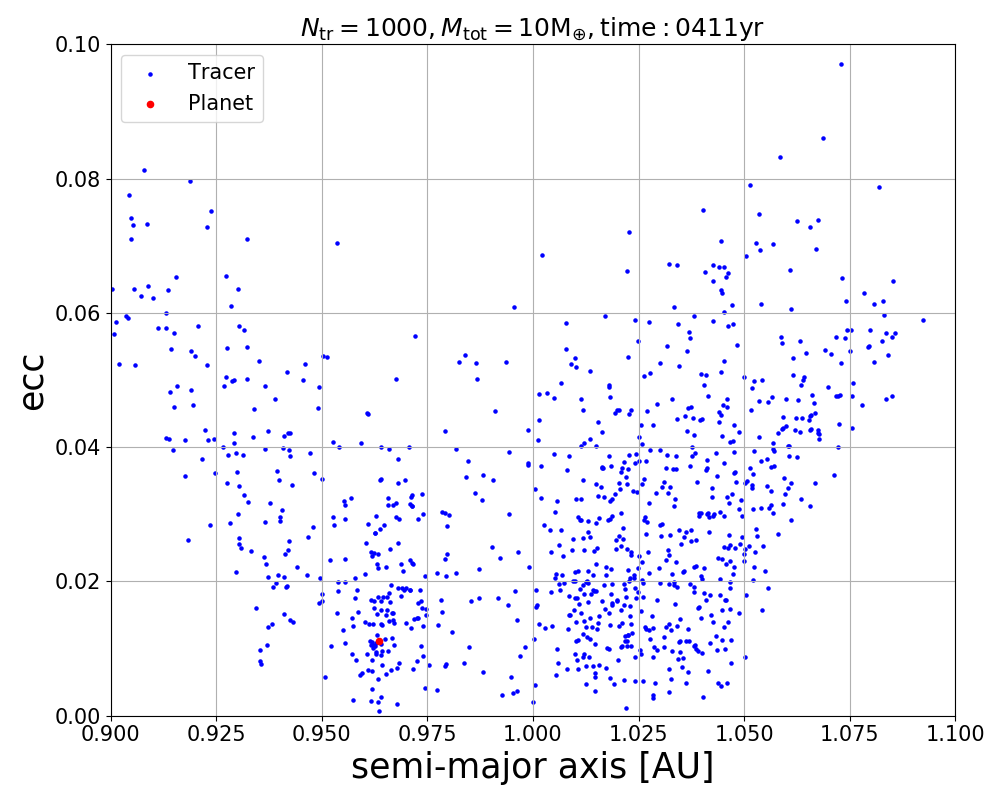 N_tr = 1000, M_tot = 10M_⊕, time : 0411yr
Tracer
Planet
0.10
0.08
0.06
0.04
0.02
0.00
ecc
0.900 0.925 0.950 0.975 1.000 1.025 1.050 1.075 1.100
semi-major axis [AU]